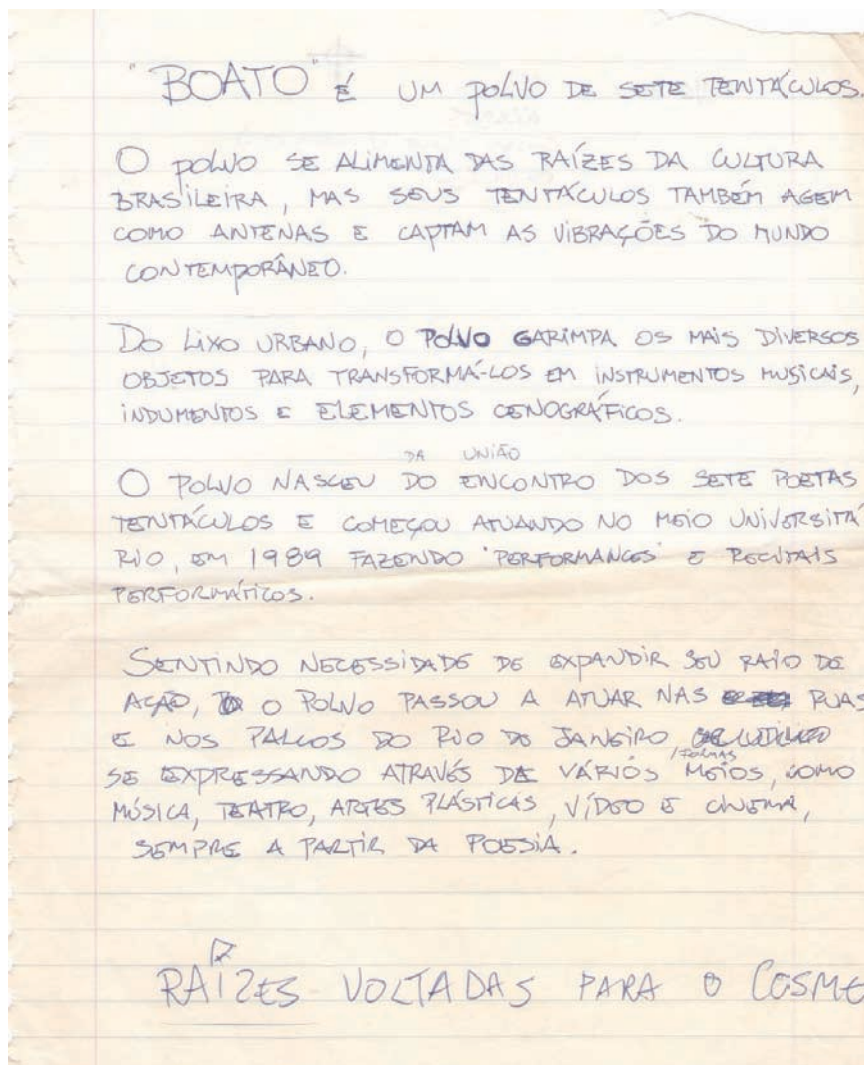 "BOATO" É UM POLVO DE SETE TENTÁCULOS.
O POLVO SE ALIMENTA DAS RAÍZES DA CULTURA
BRASILEIRA, MAS SEUS TENTÁCULOS TAMBÉM AGEM
COMO ANTENAS E CAPTAM AS VIBRAÇÕES DO MUNDO
CONTEMPORÂNEO.
DO LIXO URBANO, O POLVO GARIMPA OS MAIS DIVERSOS
OBJETOS PARA TRANSFORMÁ-LOS EM INSTRUMENTOS MUSICAIS,
INDUMENTOS E ELEMENTOS CENOGRÁFICOS.
DA UNIÃO
O POLVO NASCEU DO ENCONTRO DOS SETE POETAS
TENTÁCULOS E COMEÇOU ATUANDO NO MEIO UNIVERSITÁ
RIO, EM 1989 FAZENDO "PERFORMANCES" E RECITAIS
PERFORMÁTICOS.
SENTINDO NECESSIDADE DE EXPANDIR SEU RAIO DE
AÇÃO, O POLVO PASSOU A ATUAR NAS RUAS
E NOS PALCOS DO RIO DE JANEIRO
/FORMAS
SE EXPRESSANDO ATRAVÉS DE VÁRIOS MEIOS, COMO
MÚSICA, TEATRO, ARTES PLÁSTICAS, VÍDEO E CINEMA,
SEMPRE A PARTIR DA POESIA.
RAÍZES VOLTADAS PARA O COSMO